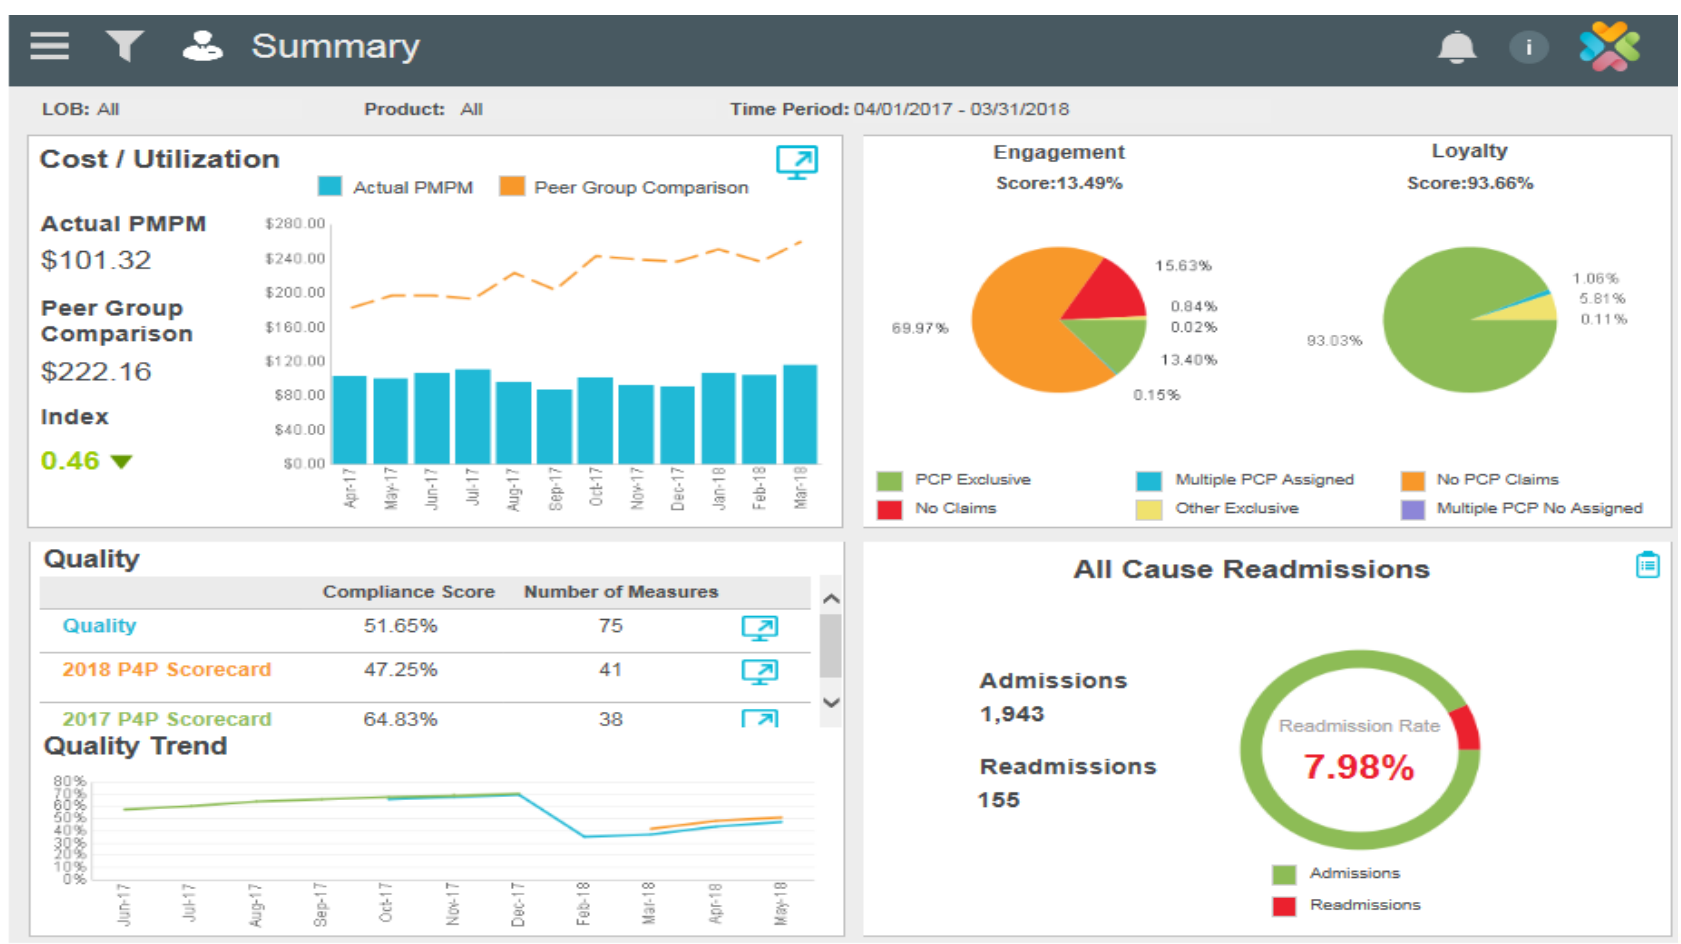 Summary
i
LOB: All Product: All Time Period: 04/01/2017 - 03/31/2018
Cost / Utilization
Actual PMPM Peer Group Comparison
Actual PMPM
$101.32
Peer Group
Comparison
$222.16
Index
0.46
$280.00
$240.00
$200.00
$160.00
$120.00
$80.00
$40.00
$0.00
Apr-17 May-17 Jun-17 Jul-17 Aug-17 Sep-17 Oct-17 Nov-17 Dec-17 Jan-18 Feb-18 Mar-18
Engagement
Score:13.49%
69.97%
15.63%
0.84%
0.02%
13.40%
0.15%
Loyalty
Score:93.66%
93.03%
1.06%
5.81%
0.11%
PCP Exclusive Multiple PCP Assigned No PCP Claims
No Claims Other Exclusive Multiple PCP No Assigned
Quality
Compliance Score Number of Measures
Quality 51.65% 75
2018 P4P Scorecard 47.25% 41
2017 P4P Scorecard 64.83% 38
Quality Trend
80%
70%
60%
50%
40%
30%
20%
10%
0%
Jun-17 Jul-17 Aug-17 Sep-17 Oct-17 Nov-17 Dec-17 Feb-18 Mar-18 Apr-18 May-18
All Cause Readmissions
Admissions
1,943
Readmissions
155
Readmission Rate
7.98%
Admissions
Readmissions